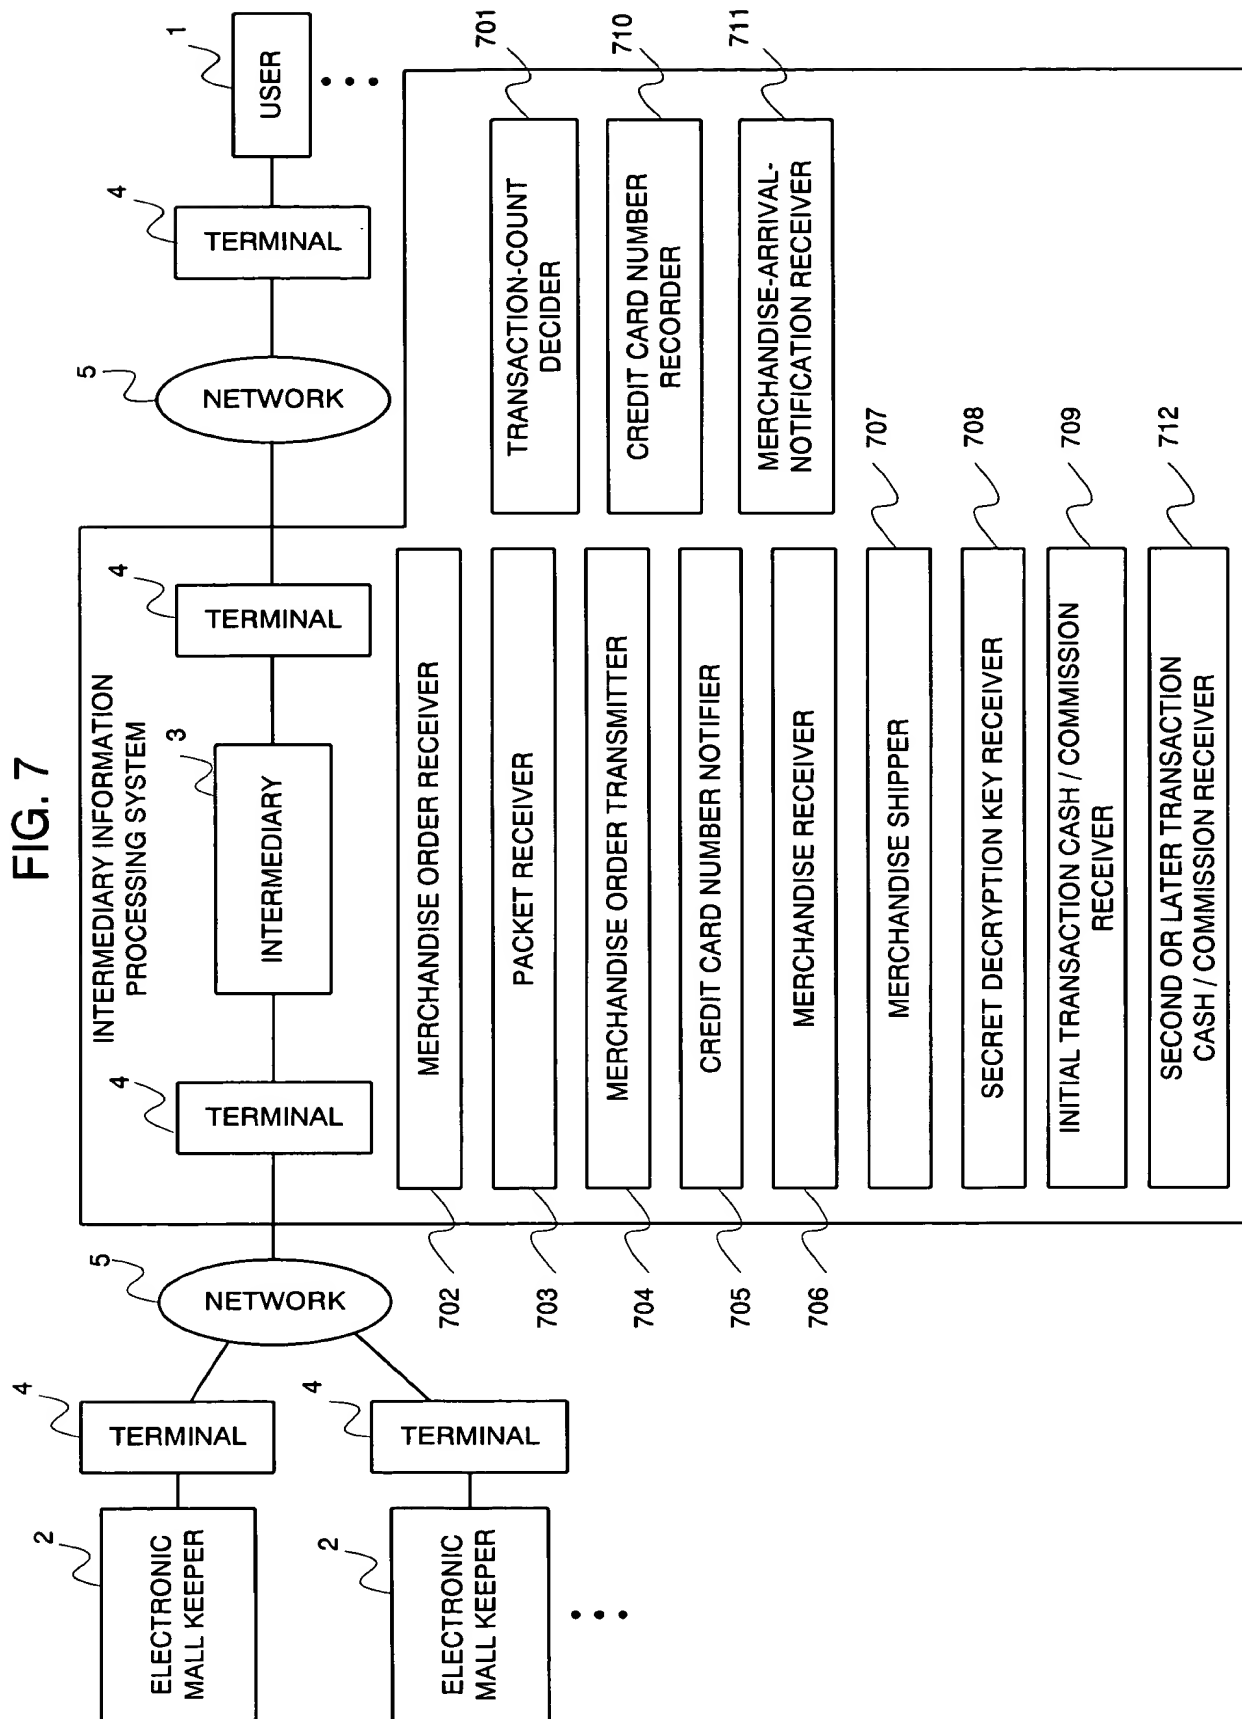 FIG. 7
INTERMEDIARY INFORMATION
PROCESSING SYSTEM
2
ELECTRONIC
MALL KEEPER
4
TERMINAL
2
ELECTRONIC
MALL KEEPER
4
TERMINAL
5
NETWORK
4
TERMINAL
3
INTERMEDIARY
4
TERMINAL
5
NETWORK
4
TERMINAL
1
USER
702
MERCHANDISE ORDER RECEIVER
703
PACKET RECEIVER
704
MERCHANDISE ORDER TRANSMITTER
705
CREDIT CARD NUMBER NOTIFIER
706
MERCHANDISE RECEIVER
MERCHANDISE SHIPPER
707
SECRET DECRYPTION KEY RECEIVER
708
INITIAL TRANSACTION CASH / COMMISSION
RECEIVER
709
SECOND OR LATER TRANSACTION
CASH / COMMISSION RECEIVER
712
TRANSACTION-COUNT
DECIDER
701
CREDIT CARD NUMBER
RECORDER
710
MERCHANDISE-ARRIVAL-
NOTIFICATION RECEIVER
711